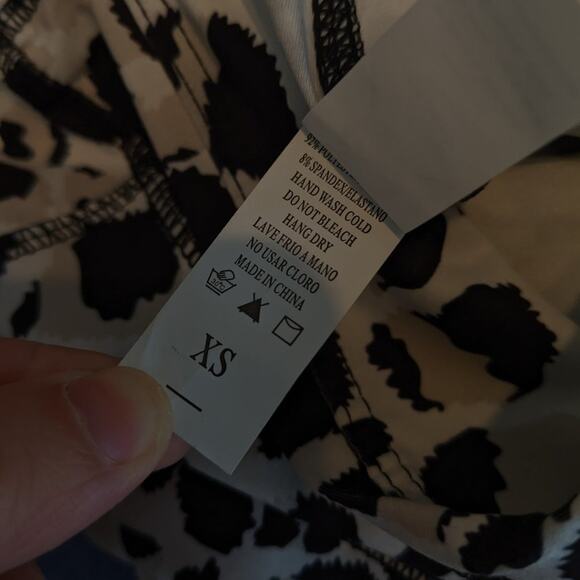 8% SPANDEX/ELASTANO
HAND WASH COLD
DO NOT BLEACH
HANG DRY
LAVE FRIO A MANO
NO USAR CLORO
MADE IN CHINA
XS